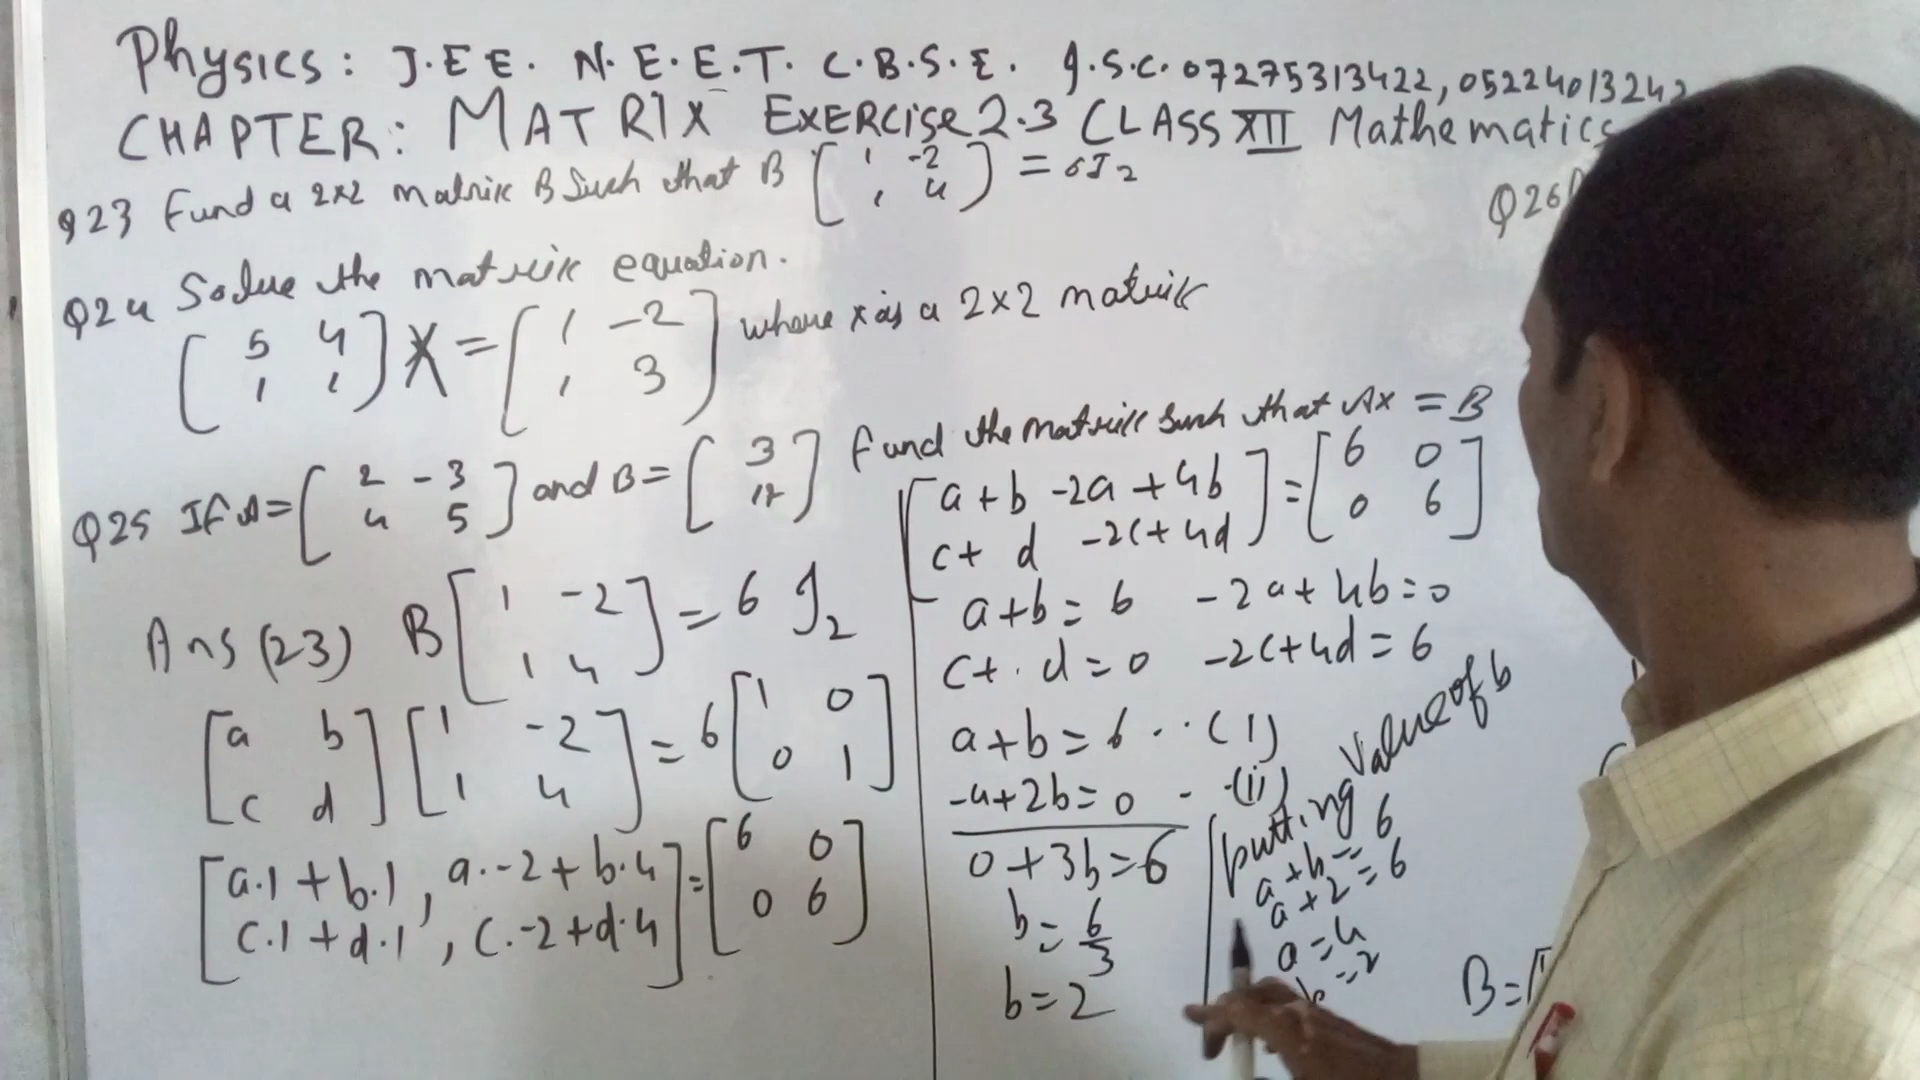 Physics: J.E E. N.E.E.T. C.B.S.E. J.S.C. 07275313422, 05224013242
CHAPTER: MATRIX EXERCise 2.3 CLASS XII Mathematics
Q23 Fund a 2x2 matrix B Such that B [1 -2
1 4] = 6I2
Q24 Solve the matrix equation.
[5 4
1 1] X = [1 -2
1 3] where x is a 2×2 matrix
Q25 If A = [2 -3
4 5] and B = [3
] Fund the matrix such that AX = B
Ans (23) B [1 -2
1 4] = 6 I2
[a b
c d] [1 -2
1 4] = 6 [1 0
0 1]
[a.1 + b.1, a.-2 + b.4
c.1 + d.1, c.-2 + d.4] = [6 0
0 6]
[a + b -2a + 4b
c + d -2c + 4d] = [6 0
0 6]
a + b = 6 -2a + 4b = 0
c + d = 0 -2c + 4d = 6
a + b = 6 .. (1)
-a + 2b = 0 - -(ii)
0 + 3b = 6
b = 6/3
b = 2
putting value of b
a + b = 6
a + 2 = 6
a = 4
b = 2
B = [
Q26